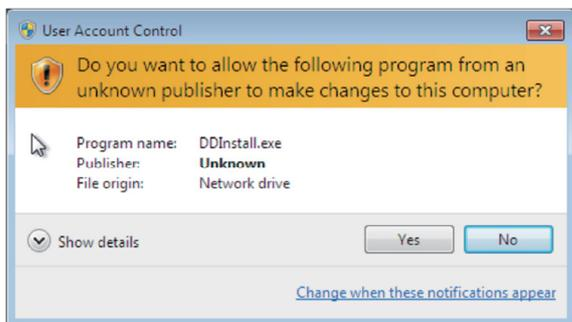 User Account Control
Do you want to allow the following program from an
unknown publisher to make changes to this computer?
Program name: DDInstall.exe
Publisher: Unknown
File origin: Network drive
Show details
Yes
No
Change when these notifications appear